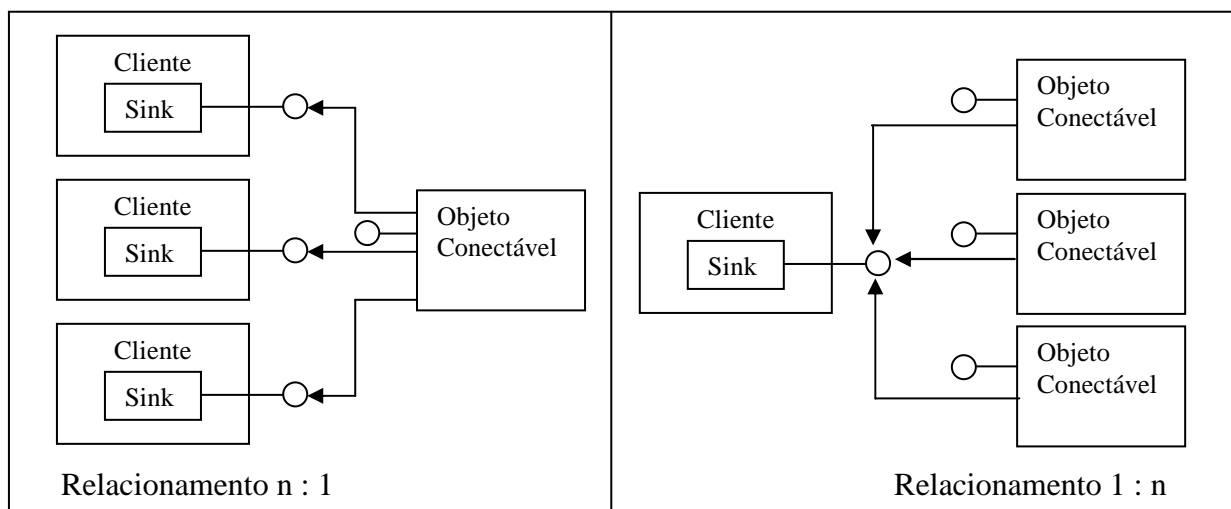 Cliente
Sink
Cliente
Sink
Cliente
Sink
Objeto
Conectável
Relacionamento n : 1
Cliente
Sink
Objeto
Conectável
Objeto
Conectável
Objeto
Conectável
Relacionamento 1 : n